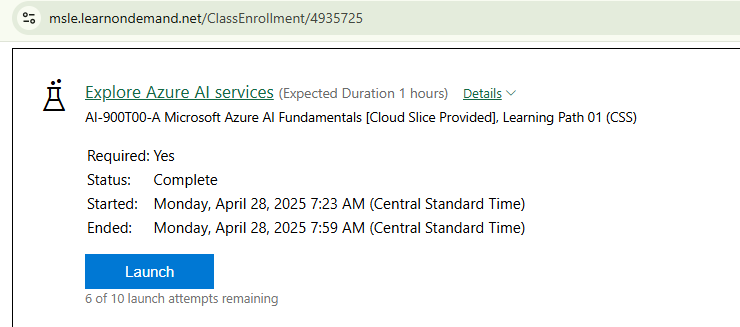 msle.learnondemand.net/ClassEnrollment/4935725
Explore Azure AI services (Expected Duration 1 hours) Details
AI-900T00-A Microsoft Azure AI Fundamentals [Cloud Slice Provided], Learning Path 01 (CSS)
Required: Yes
Status: Complete
Started: Monday, April 28, 2025 7:23 AM (Central Standard Time)
Ended: Monday, April 28, 2025 7:59 AM (Central Standard Time)
Launch
6 of 10 launch attempts remaining